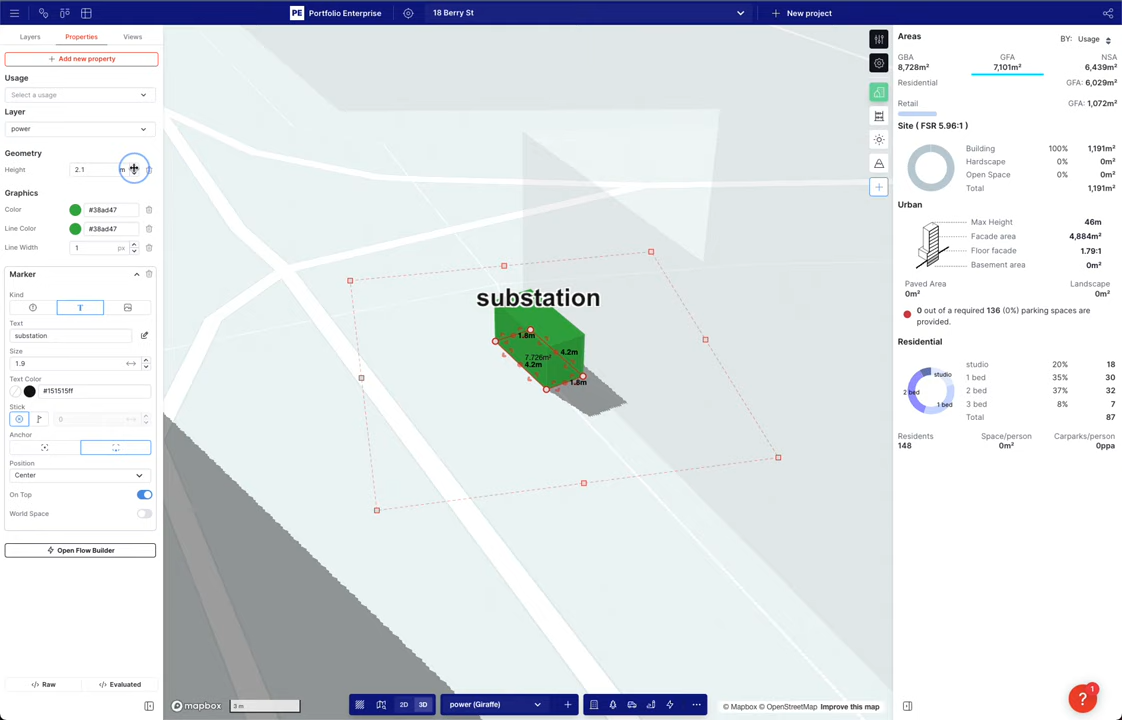 PE Portfolio Enterprise
18 Berry St
New project
Layers
Properties
Views
Add new property
Usage
Select a usage
Layer
power
Geometry
Height
2.1
m
Graphics
Color
#38ad47
Line Color
#38ad47
Line Width
1
px
Marker
Kind
T
Text
substation
Size
1.9
Text Color
#151515ff
Stick
0
Anchor
Position
Center
On Top
World Space
Open Flow Builder
</> Raw
</> Evaluated
substation
1.8m
4.2m
7.726m²
4.2m
1.8m
mapbox
3 m
2D
3D
power (Giraffe)
© Mapbox © OpenStreetMap Improve this map
Areas
BY: Usage
GBA
8,728m²
GFA
7,101m²
NSA
6,439m²
Residential
GFA: 6,029m²
Retail
GFA: 1,072m²
Site ( FSR 5.96:1 )
Building 100% 1,191m²
Hardscape 0% 0m²
Open Space 0% 0m²
Total 1,191m²
Urban
Max Height 46m
Facade area 4,884m²
Floor facade 1.79:1
Basement area 0m²
Paved Area
0m²
Landscape
0m²
0 out of a required 136 (0%) parking spaces are
provided.
Residential
studio
2 bed
1 bed
studio 20% 18
1 bed 35% 30
2 bed 37% 32
3 bed 8% 7
Total 87
Residents
148
Space/person
0m²
Carparks/person
0ppa
?
1